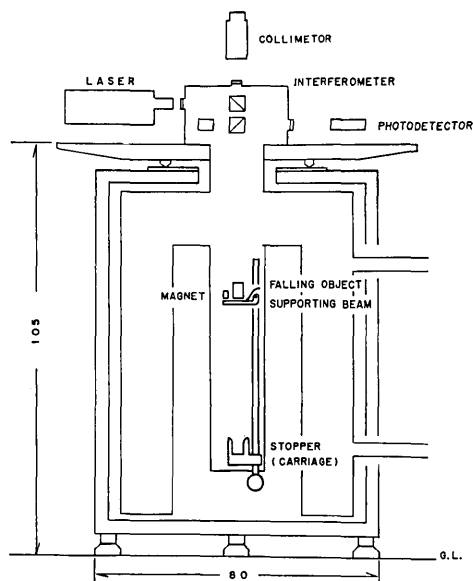 COLLIMETOR
LASER
INTERFEROMETER
PHOTODETECTOR
MAGNET
FALLING OBJECT
SUPPORTING BEAM
105
STOPPER
(CARRIAGE)
G.L.
80